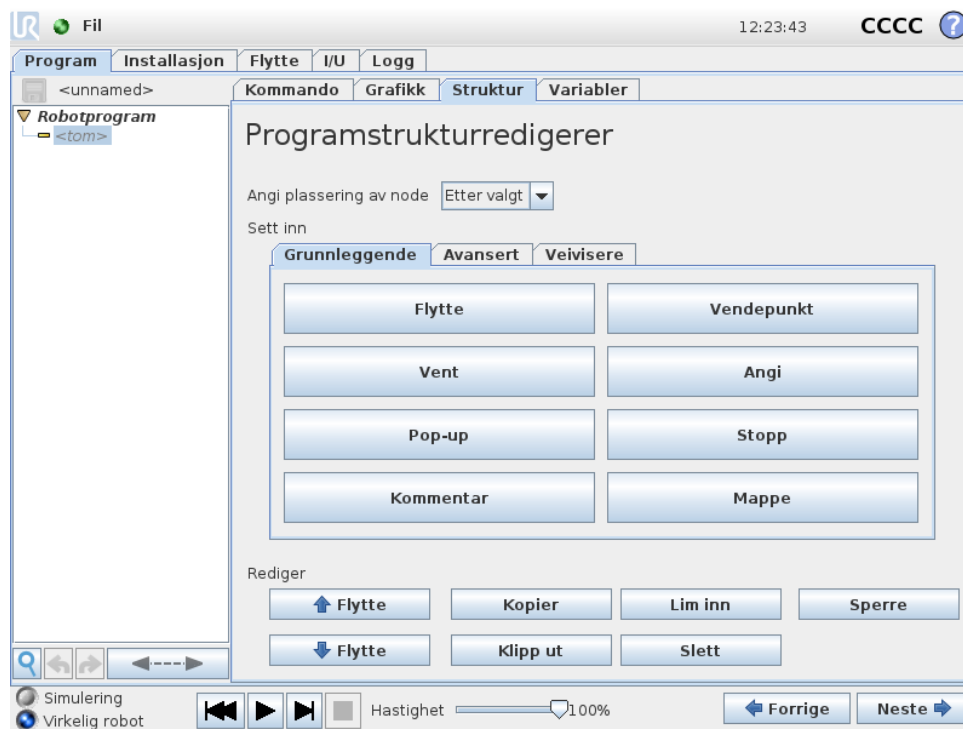 UR Fil 12:23:43 CCCC ?
Program Installasjon Flytte I/U Logg
<unnamed>
Kommando Grafikk Struktur Variabler
Robotprogram
<tom>
Programstrukturredigerer
Angi plassering av node Etter valgt
Sett inn
Grunnleggende Avansert Veivisere
Flytte Vendepunkt
Vent Angi
Pop-up Stopp
Kommentar Mappe
Rediger
Flytte Kopier Lim inn Sperre
Flytte Klipp ut Slett
Simulering
Virkelig robot
Hastighet 100%
Forrige Neste